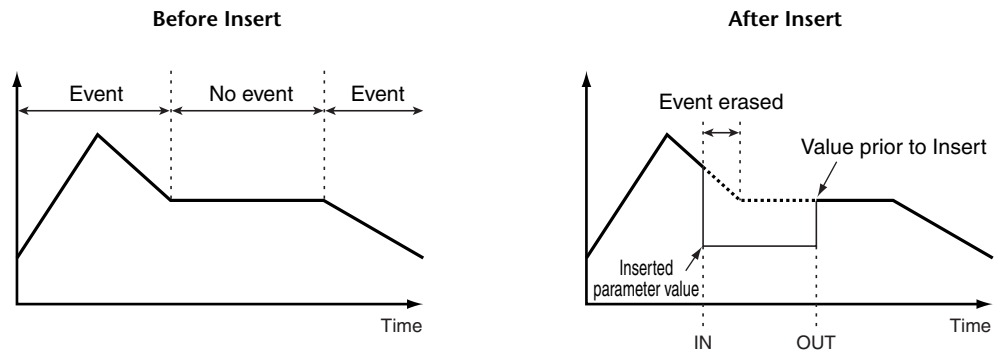 Before Insert
Event
No event
Event
Time
After Insert
Event erased
Value prior to Insert
Inserted
parameter value
Time
IN
OUT